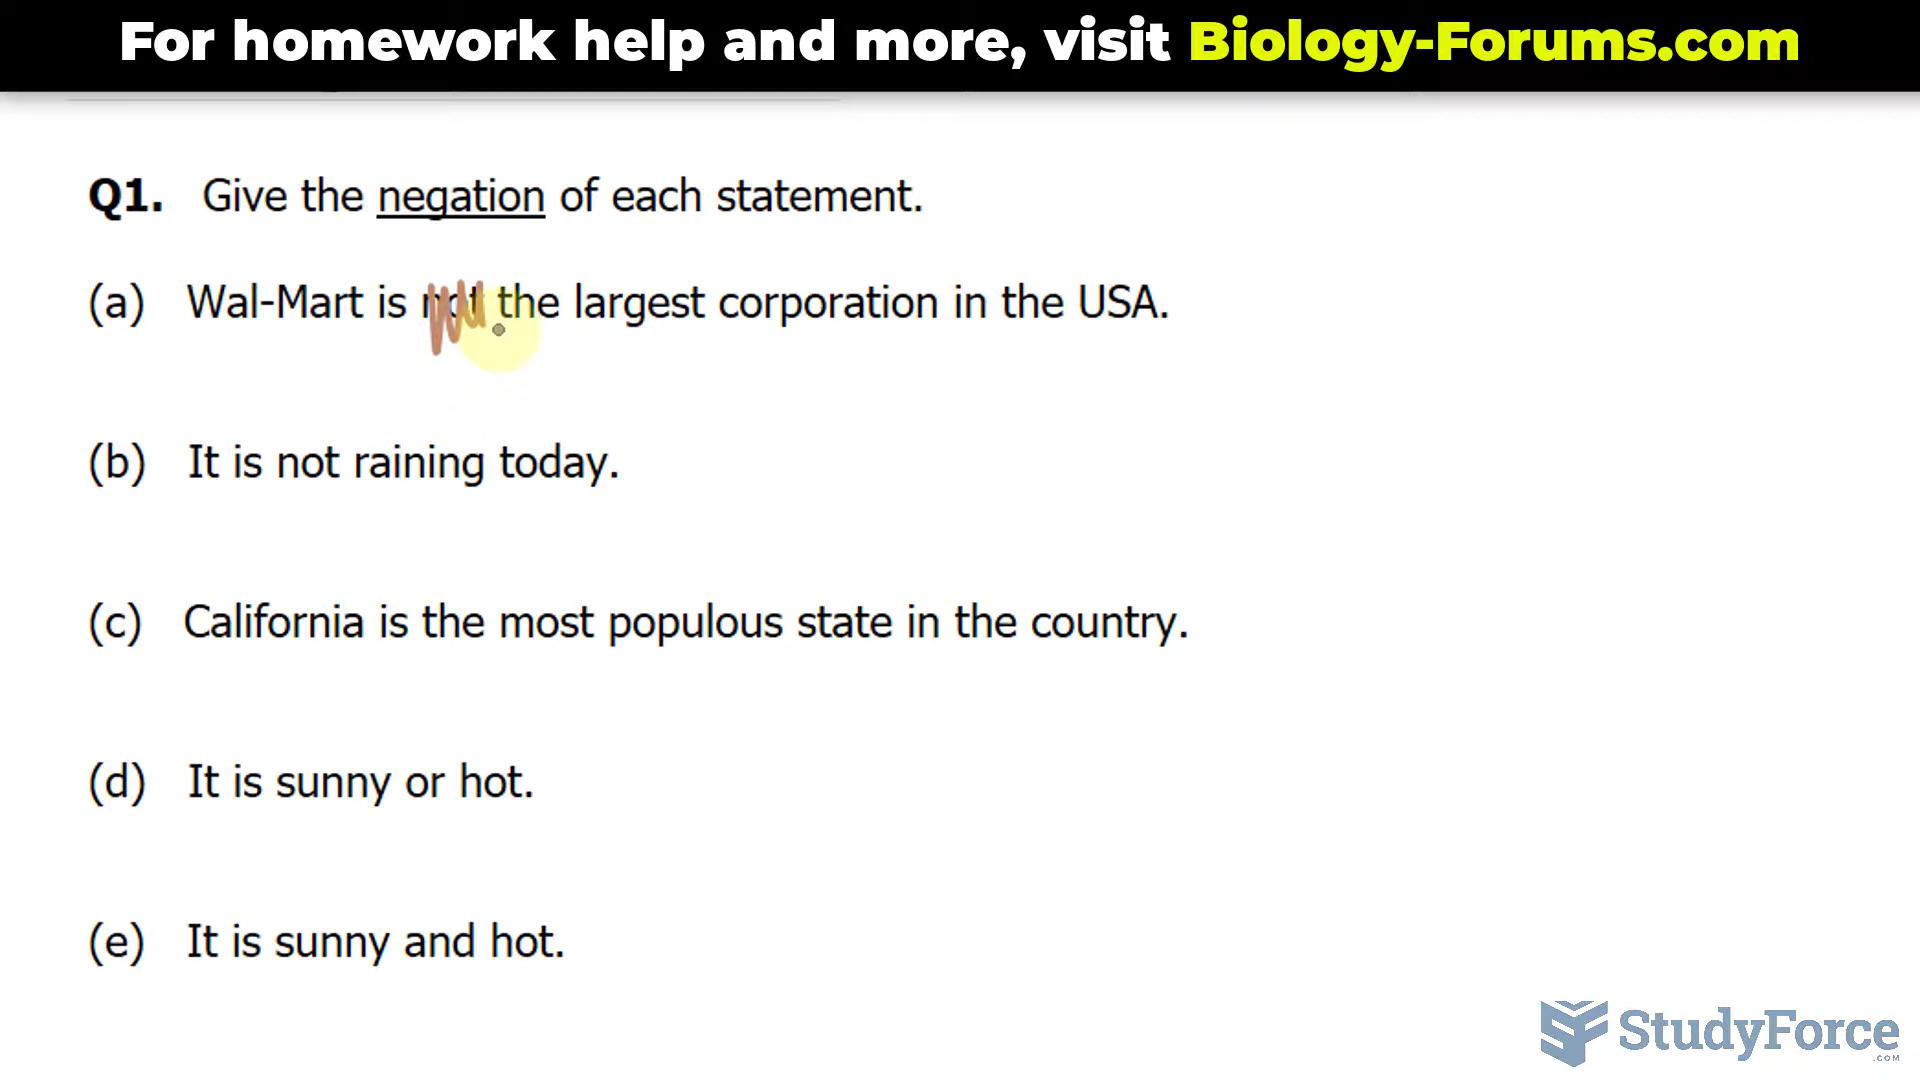 For homework help and more, visit Biology-Forums.com
Q1. Give the negation of each statement.
(a) Wal-Mart is not the largest corporation in the USA.
(b) It is not raining today.
(c) California is the most populous state in the country.
(d) It is sunny or hot.
(e) It is sunny and hot.
StudyForce
.COM